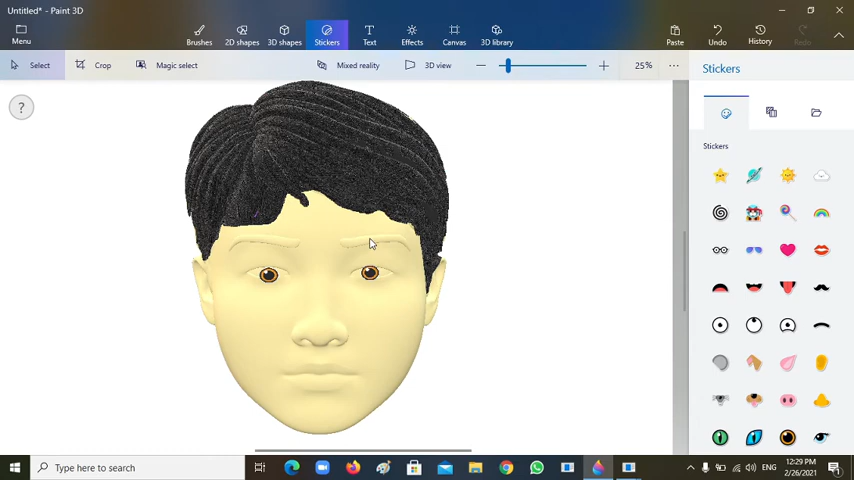 Untitled* - Paint 3D
Menu
Brushes
2D shapes
3D shapes
Stickers
Text
Effects
Canvas
3D library
Paste
Undo
History
Redo
Select
Crop
Magic select
Mixed reality
3D view
25%
Stickers
?
Stickers
Type here to search
ENG
12:29 PM
2/26/2021